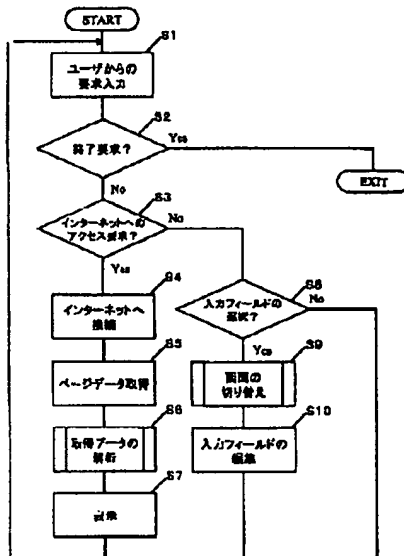 START
S1
ユーザからの
要求入力
S2
終了要求?
Yes
EXIT
No
S3
インターネットへの
アクセス要求?
No
Yes
S4
インターネットへ
接続
S8
入力フィールドの
選択?
No
Yes
S5
ページデータ取得
S9
画面の
切り替え
S6
取得データの
解析
S10
入力フィールドの
編集
S7
表示